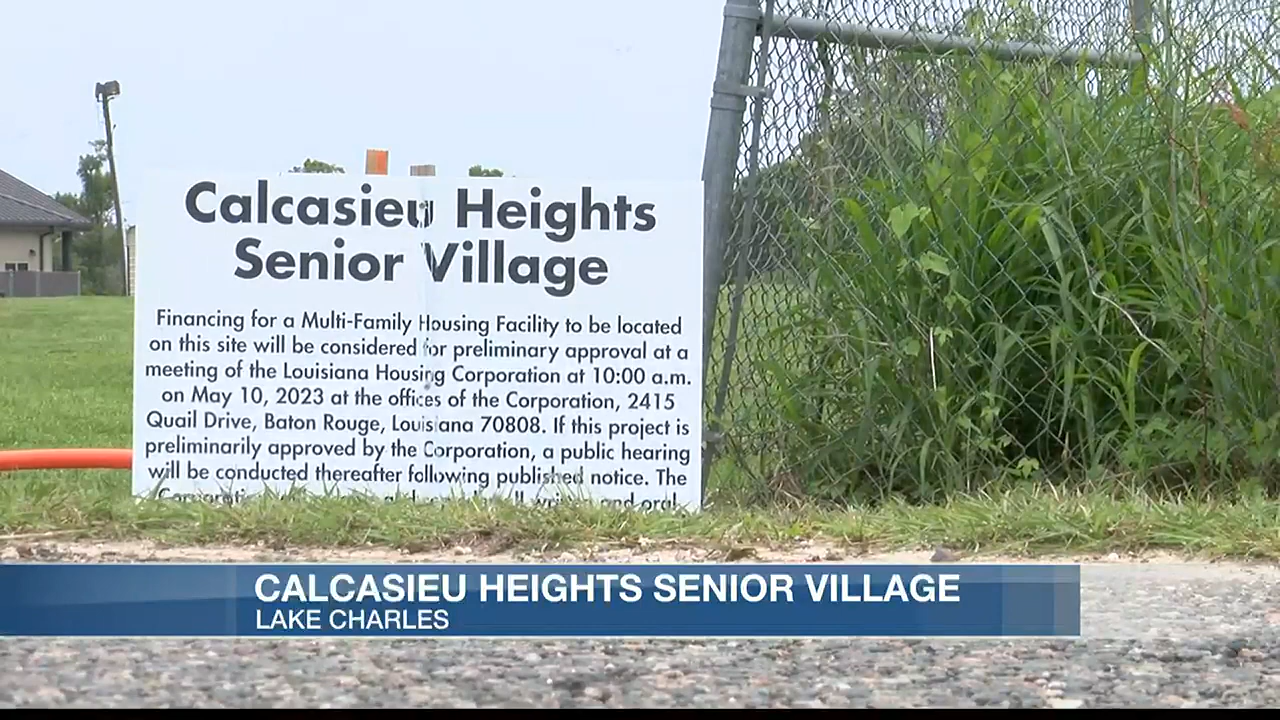 Calcasieu Heights
Senior Village
Financing for a Multi-Family Housing Facility to be located
on this site will be considered for preliminary approval at a
meeting of the Louisiana Housing Corporation at 10:00 a.m.
on May 10, 2023 at the offices of the Corporation, 2415
Quail Drive, Baton Rouge, Louisiana 70808. If this project is
preliminarily approved by the Corporation, a public hearing
will be conducted thereafter following published notice. The
and oral
CALCASIEU HEIGHTS SENIOR VILLAGE
LAKE CHARLES